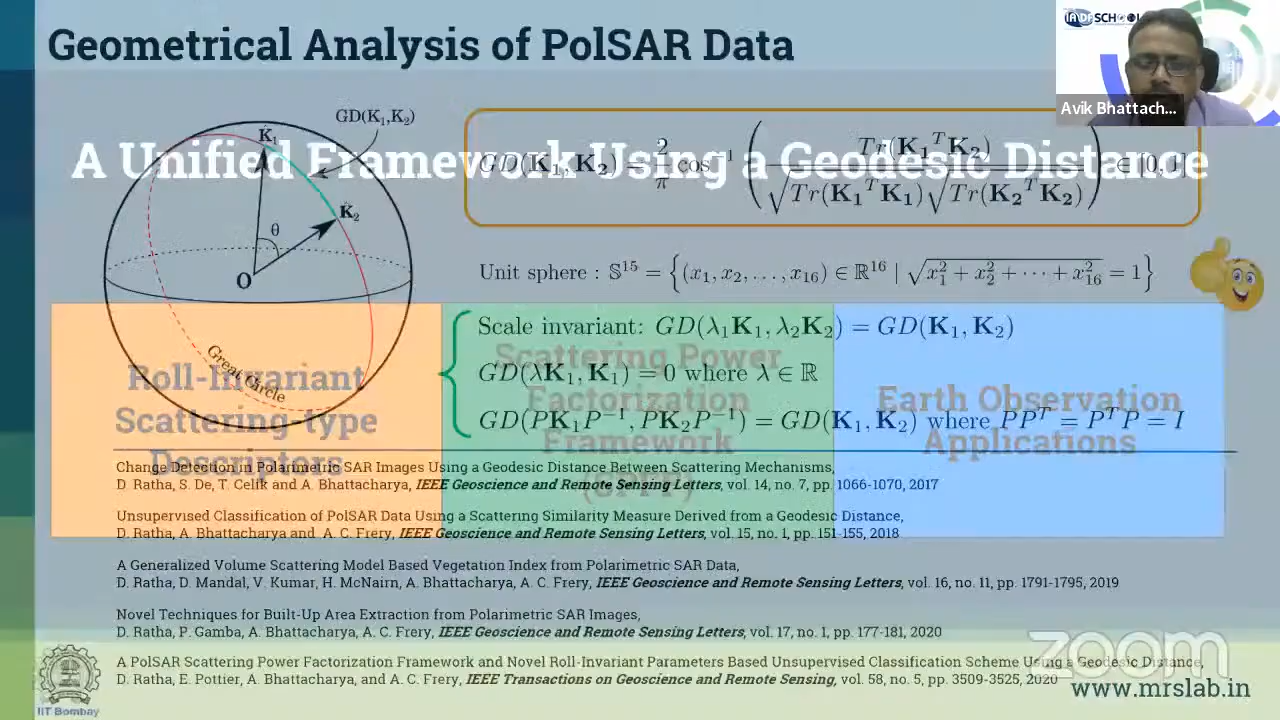 Geometrical Analysis of PolSAR Data
IADF SCHOOL
Avik Bhattach...
A Unified Framework Using a Geodesic Distance
GD(K₁,K₂)
K₁
K₂
θ
O
Great Circle
GD(K₁, K₂) = 2/π cos⁻¹ ( Tr(K₁ᵀK₂) / √Tr(K₁ᵀK₁)√Tr(K₂ᵀK₂) ) ∈ [0, 1]
Unit sphere : 𝕊¹⁵ = {(x₁, x₂, . . . , x₁₆) ∈ ℝ¹⁶ | √x₁² + x₂² + · · · + x₁₆² = 1}
Scale invariant: GD(λ₁K₁, λ₂K₂) = GD(K₁, K₂)
GD(λK₁, K₁) = 0 where λ ∈ ℝ
GD(PK₁P⁻¹, PK₂P⁻¹) = GD(K₁, K₂) where PPᵀ = PᵀP = I
Roll-Invariant
Scattering-type
Descriptors
Scattering Power
Factorization
Framework
(SPFF)
Earth Observation
Applications
Change Detection in Polarimetric SAR Images Using a Geodesic Distance Between Scattering Mechanisms,
D. Ratha, S. De, T. Celik and A. Bhattacharya, IEEE Geoscience and Remote Sensing Letters, vol. 14, no. 7, pp. 1066-1070, 2017
Unsupervised Classification of PolSAR Data Using a Scattering Similarity Measure Derived from a Geodesic Distance,
D. Ratha, A. Bhattacharya and A. C. Frery, IEEE Geoscience and Remote Sensing Letters, vol. 15, no. 1, pp. 151-155, 2018
A Generalized Volume Scattering Model Based Vegetation Index from Polarimetric SAR Data,
D. Ratha, D. Mandal, V. Kumar, H. McNairn, A. Bhattacharya, A. C. Frery, IEEE Geoscience and Remote Sensing Letters, vol. 16, no. 11, pp. 1791-1795, 2019
Novel Techniques for Built-Up Area Extraction from Polarimetric SAR Images,
D. Ratha, P. Gamba, A. Bhattacharya, A. C. Frery, IEEE Geoscience and Remote Sensing Letters, vol. 17, no. 1, pp. 177-181, 2020
A PolSAR Scattering Power Factorization Framework and Novel Roll-Invariant Parameters Based Unsupervised Classification Scheme Using a Geodesic Distance,
D. Ratha, E. Pottier, A. Bhattacharya, and A. C. Frery, IEEE Transactions on Geoscience and Remote Sensing, vol. 58, no. 5, pp. 3509-3525, 2020
zoom
www.mrslab.in
IIT Bombay